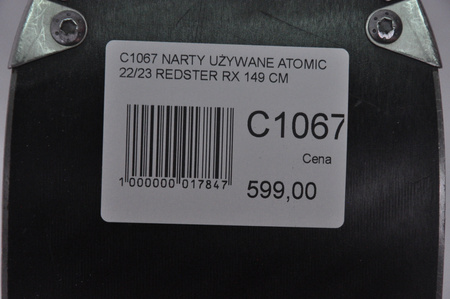 C1067 NARTY UŻYWANE ATOMIC
22/23 REDSTER RX 149 CM
C1067
Cena
1 000000 017847
599,00